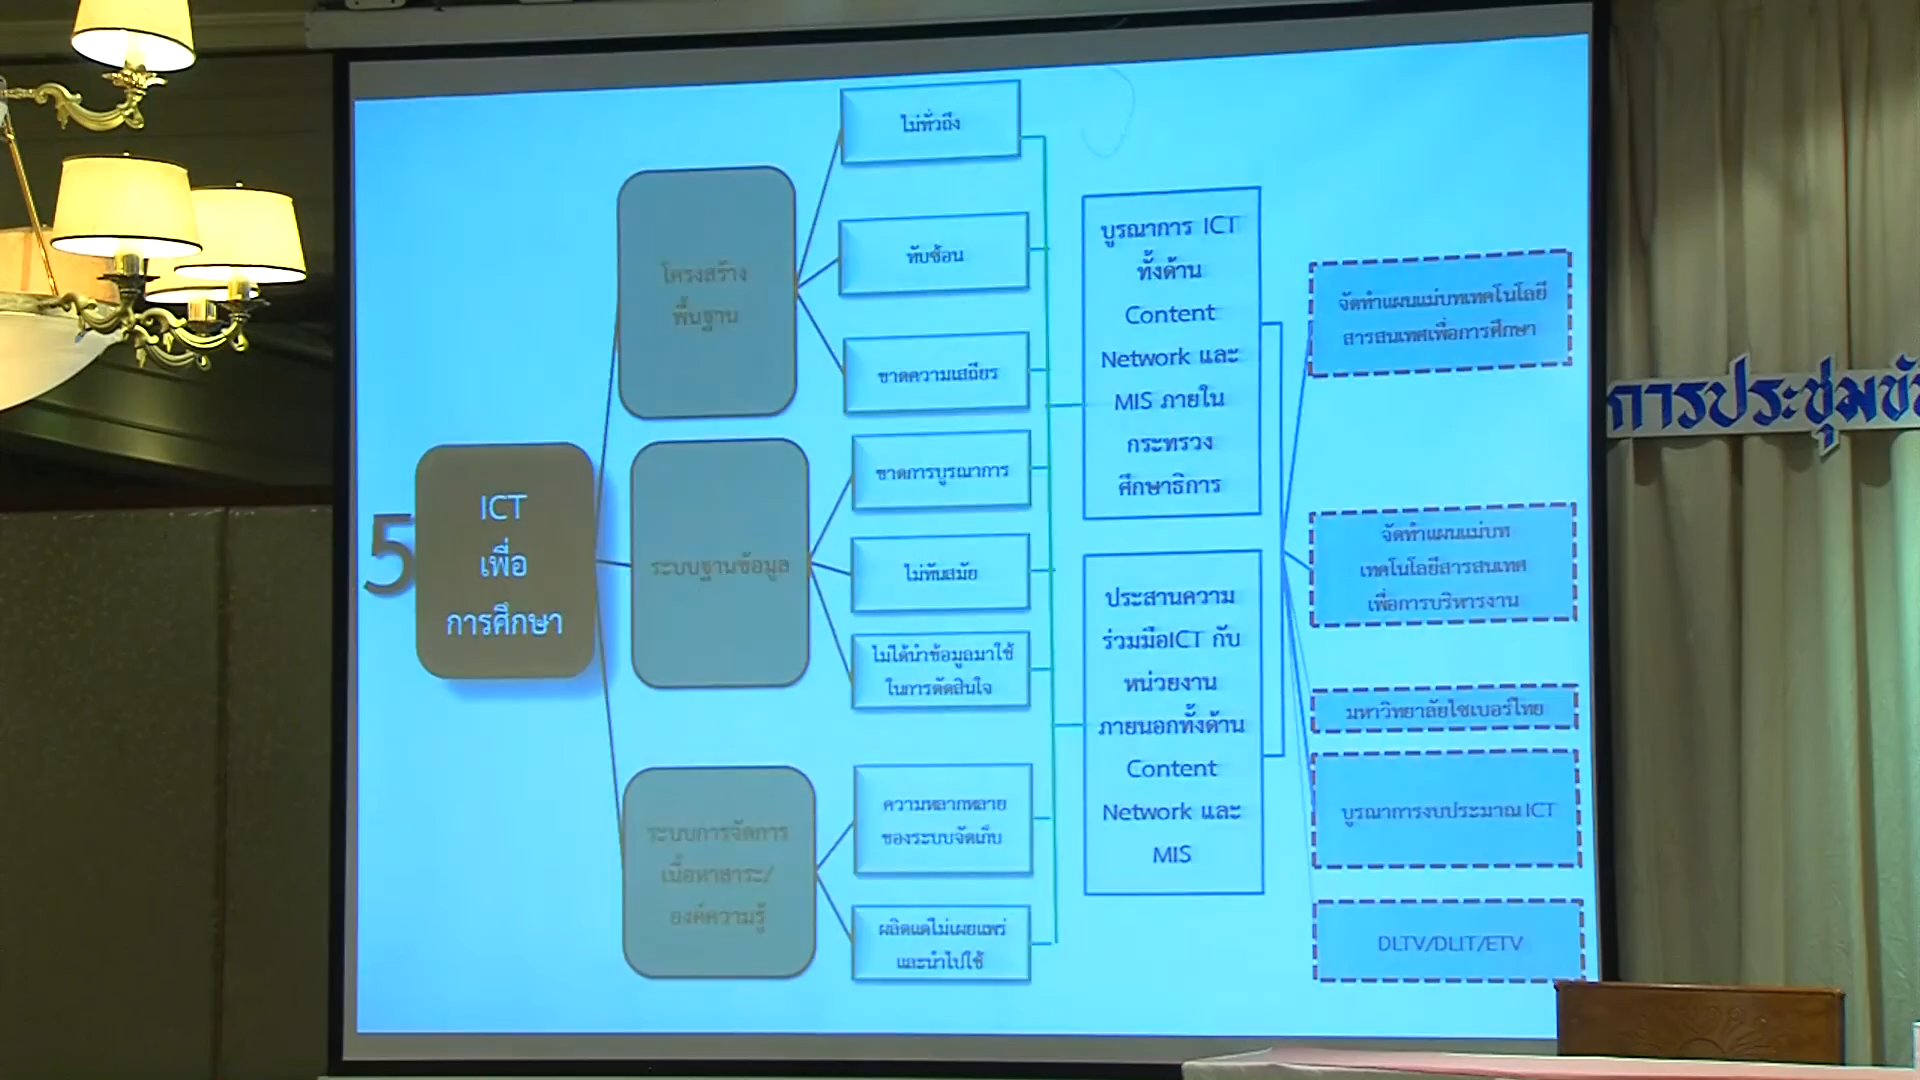 5
ICT
เพื่อ
การศึกษา
โครงสร้าง
พื้นฐาน
ระบบฐานข้อมูล
ระบบการจัดการ
เนื้อหาสาระ/
องค์ความรู้
ไม่ทั่วถึง
ทับซ้อน
ขาดความเสถียร
ขาดการบูรณาการ
ไม่ทันสมัย
ไม่ได้นำข้อมูลมาใช้
ในการตัดสินใจ
ความหลากหลาย
ของระบบจัดเก็บ
ผลิตแต่ไม่เผยแพร่
และนำไปใช้
บูรณาการ ICT
ทั้งด้าน
Content
Network และ
MIS ภายใน
กระทรวง
ศึกษาธิการ
ประสานความ
ร่วมมือICT กับ
หน่วยงาน
ภายนอกทั้งด้าน
Content
Network และ
MIS
จัดทำแผนแม่บทเทคโนโลยี
สารสนเทศเพื่อการศึกษา
จัดทำแผนแม่บท
เทคโนโลยีสารสนเทศ
เพื่อการบริหารงาน
มหาวิทยาลัยไซเบอร์ไทย
บูรณาการงบประมาณ ICT
DLTV/DLIT/ETV
การประชุม